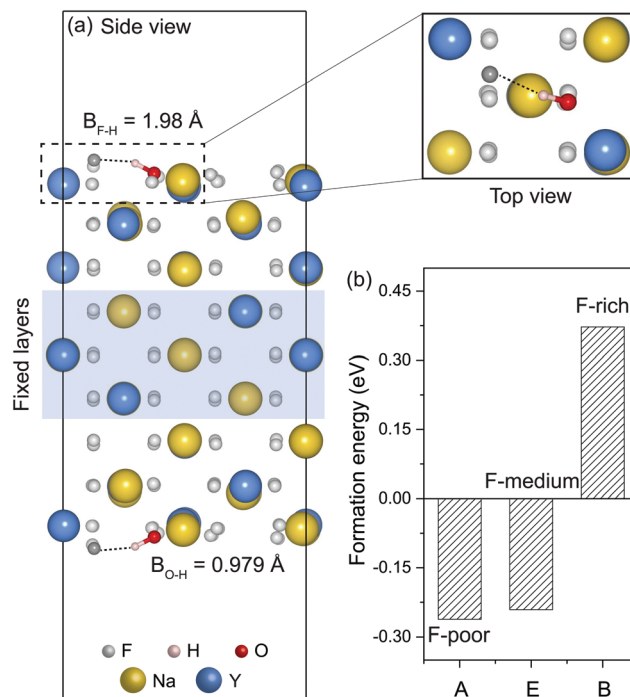 (a) Side view
B_F-H = 1.98 Å
Top view
Fixed layers
B_O-H = 0.979 Å
F H O
Na Y
(b)
Formation energy (eV)
0.45
0.30
0.15
0.00
-0.15
-0.30
F-rich
F-medium
F-poor
A E B